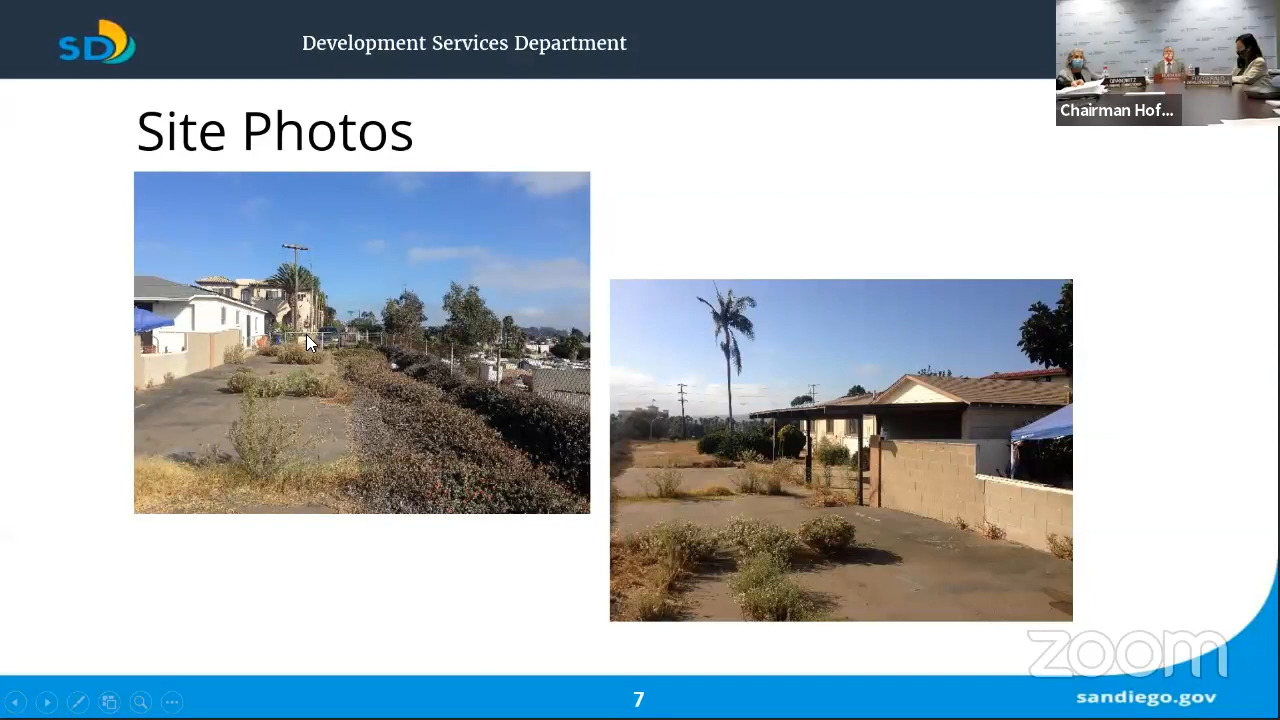 SD
Development Services Department
Chairman Hof...
Site Photos
zoom
7
sandiego.gov